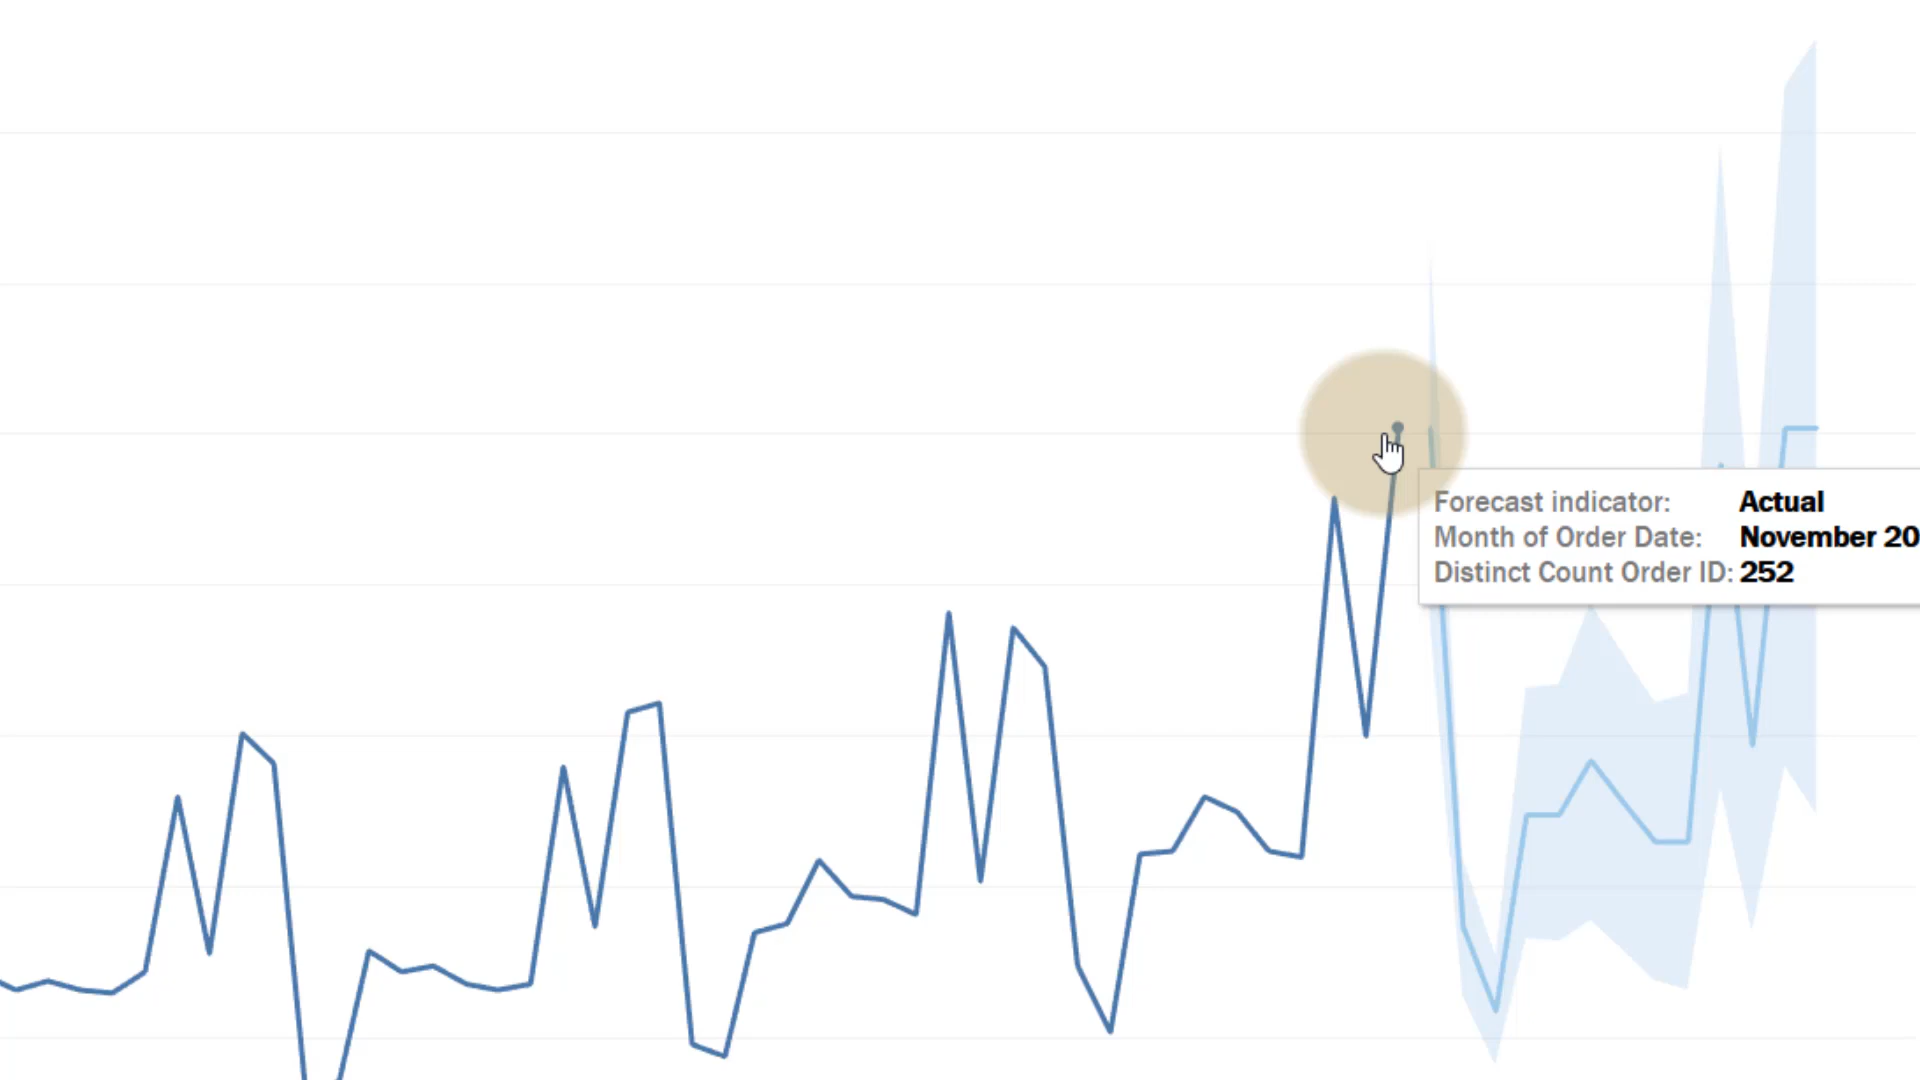 Forecast indicator: Actual
Month of Order Date: November 20
Distinct Count Order ID: 252